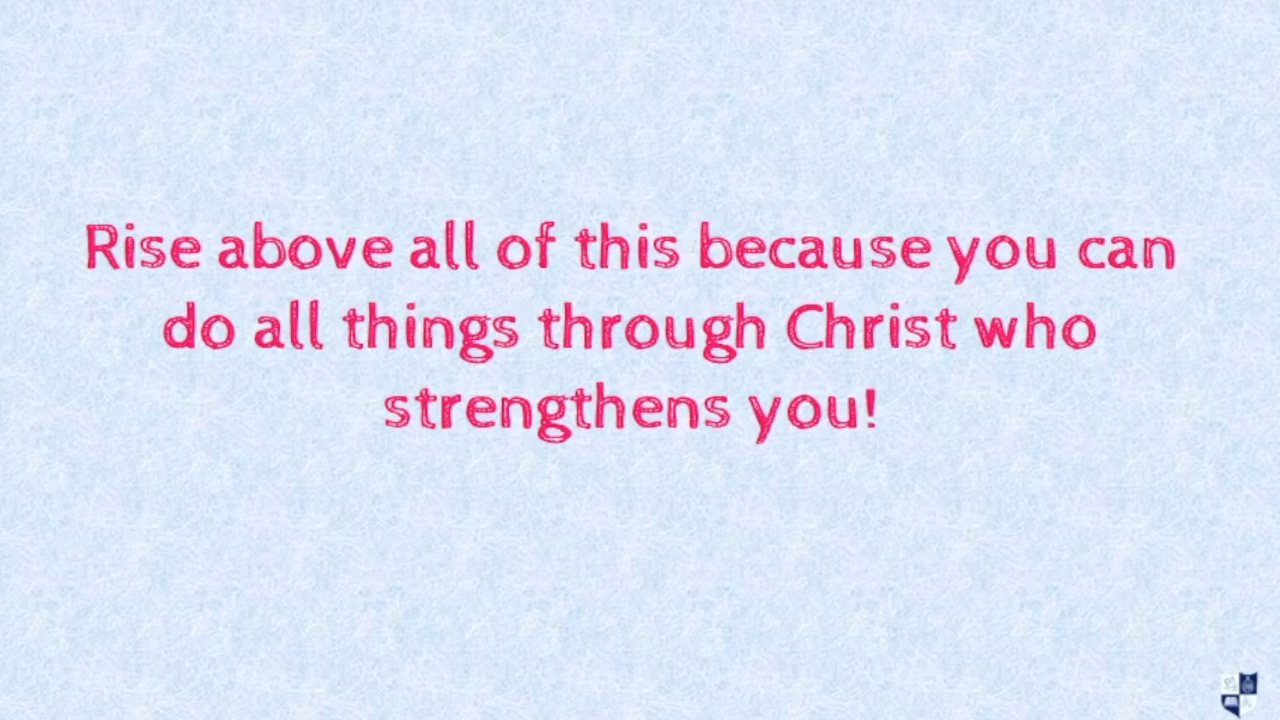 Rise above all of this because you can
do all things through Christ who
strengthens you!